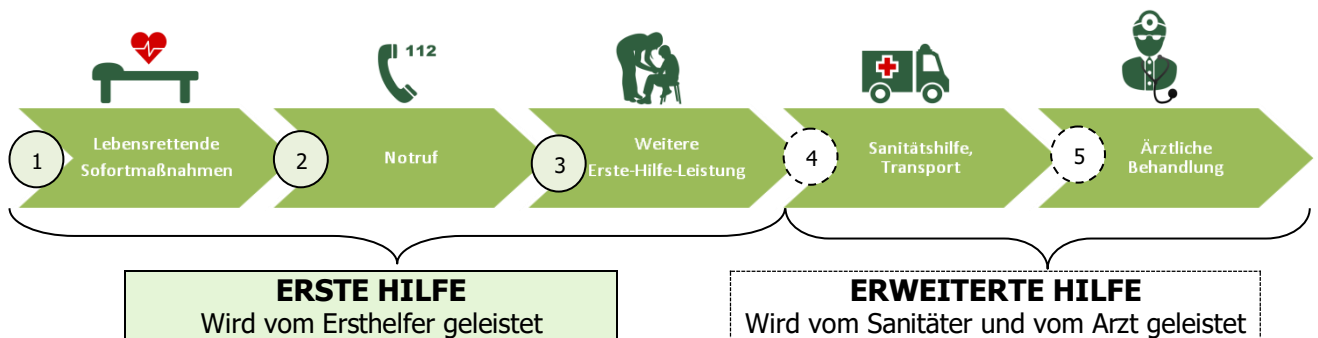 112
1
Lebensrettende
Sofortmaßnahmen
2
Notruf
3
Weitere
Erste-Hilfe-Leistung
4
Sanitätshilfe,
Transport
5
Ärztliche
Behandlung
ERSTE HILFE
Wird vom Ersthelfer geleistet
ERWEITERTE HILFE
Wird vom Sanitäter und vom Arzt geleistet